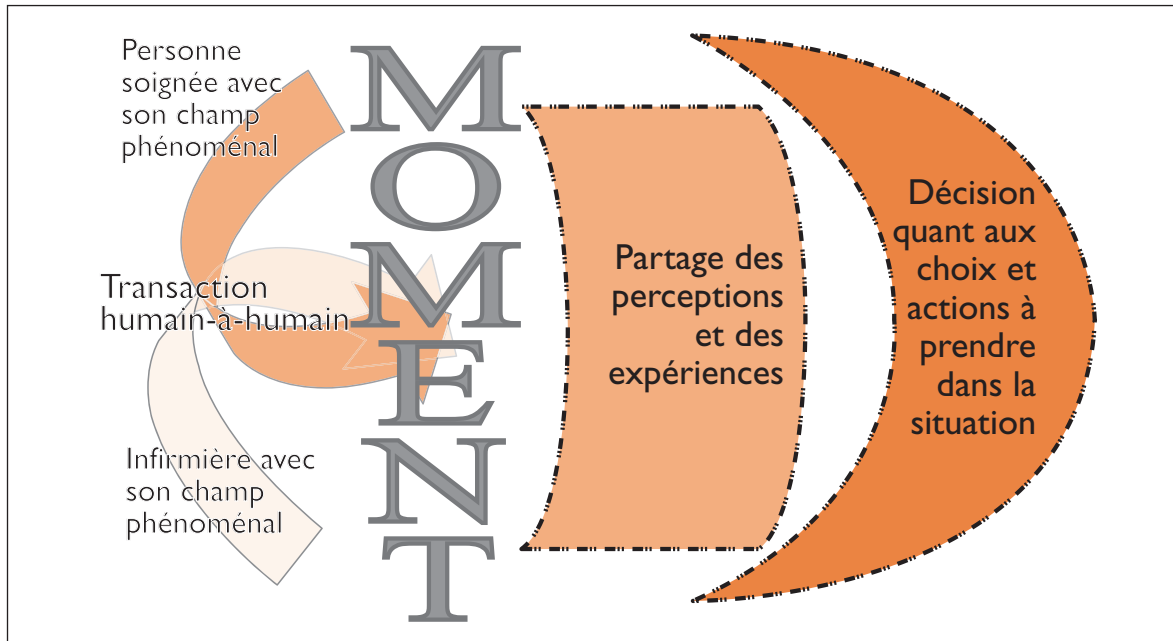 Personne
soignée avec
son champ
phénoménal
Transaction
humain-à-humain
Infirmière avec
son champ
phénoménal
MOMENT
Partage des
perceptions
et des
expériences
Décision
quant aux
choix et
actions à
prendre
dans la
situation